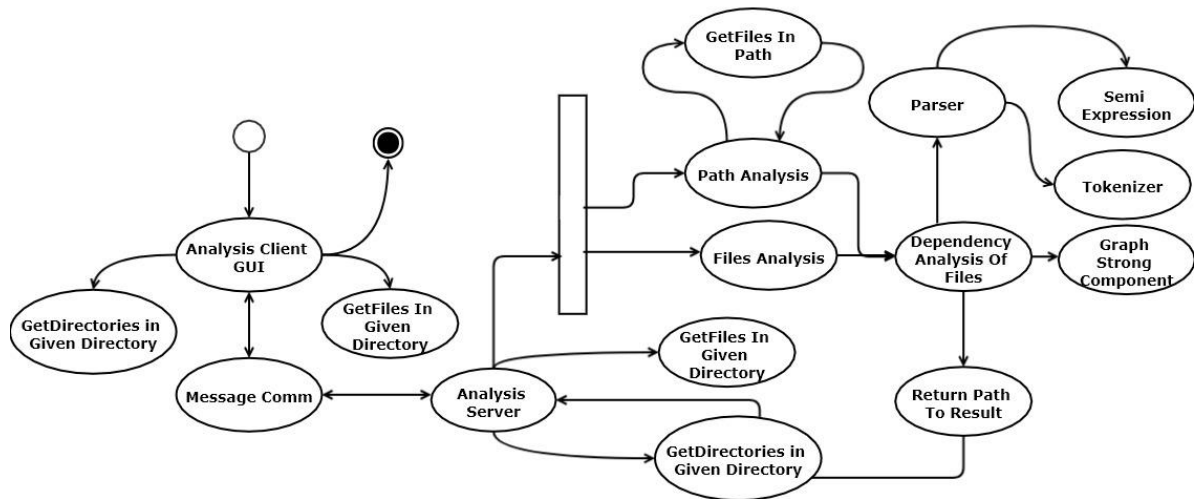 GetFiles In
Path
Parser
Semi
Expression
Path Analysis
Tokenizer
Analysis Client
GUI
Files Analysis
Dependency
Analysis Of
Files
Graph
Strong
Component
GetDirectories in
Given Directory
GetFiles In
Given
Directory
GetFiles In
Given
Directory
Message Comm
Analysis
Server
Return Path
To Result
GetDirectories in
Given Directory